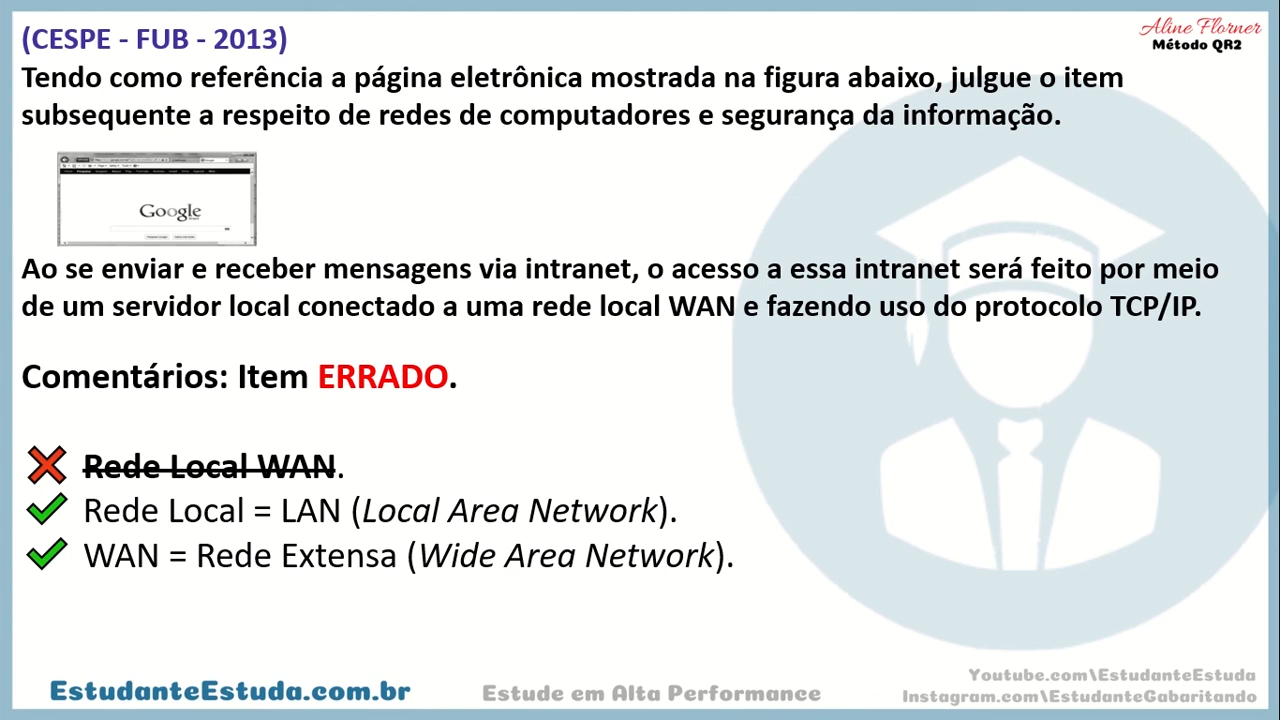 (CESPE - FUB - 2013)
Aline Florner
Método QR2
Tendo como referência a página eletrônica mostrada na figura abaixo, julgue o item
subsequente a respeito de redes de computadores e segurança da informação.
Google
Ao se enviar e receber mensagens via intranet, o acesso a essa intranet será feito por meio
de um servidor local conectado a uma rede local WAN e fazendo uso do protocolo TCP/IP.
Comentários: Item ERRADO.
Rede Local WAN.
Rede Local = LAN (Local Area Network).
WAN = Rede Extensa (Wide Area Network).
EstudanteEstuda.com.br
Estude em Alta Performance
Youtube.com\EstudanteEstuda
Instagram.com\EstudanteGabaritando